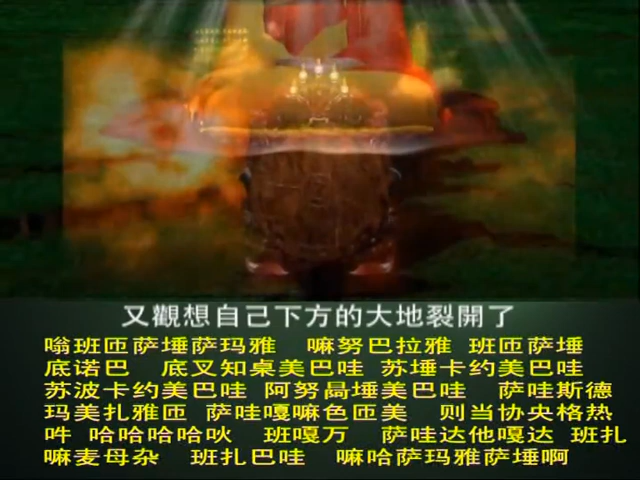 又觀想自己下方的大地裂開了
嗡班匝萨埵萨玛雅 嘛努巴拉雅 班匝萨埵
底诺巴 底叉知桌美巴哇 苏埵卡约美巴哇
苏波卡约美巴哇 阿努晑埵美巴哇 萨哇斯德
玛美扎雅匝 萨哇嘎嘛色匝美 则当协央格热
吽 哈哈哈哈吙 班嘎万 萨哇达他嘎达 班扎
嘛麦母杂 班扎巴哇 嘛哈萨玛雅萨埵啊